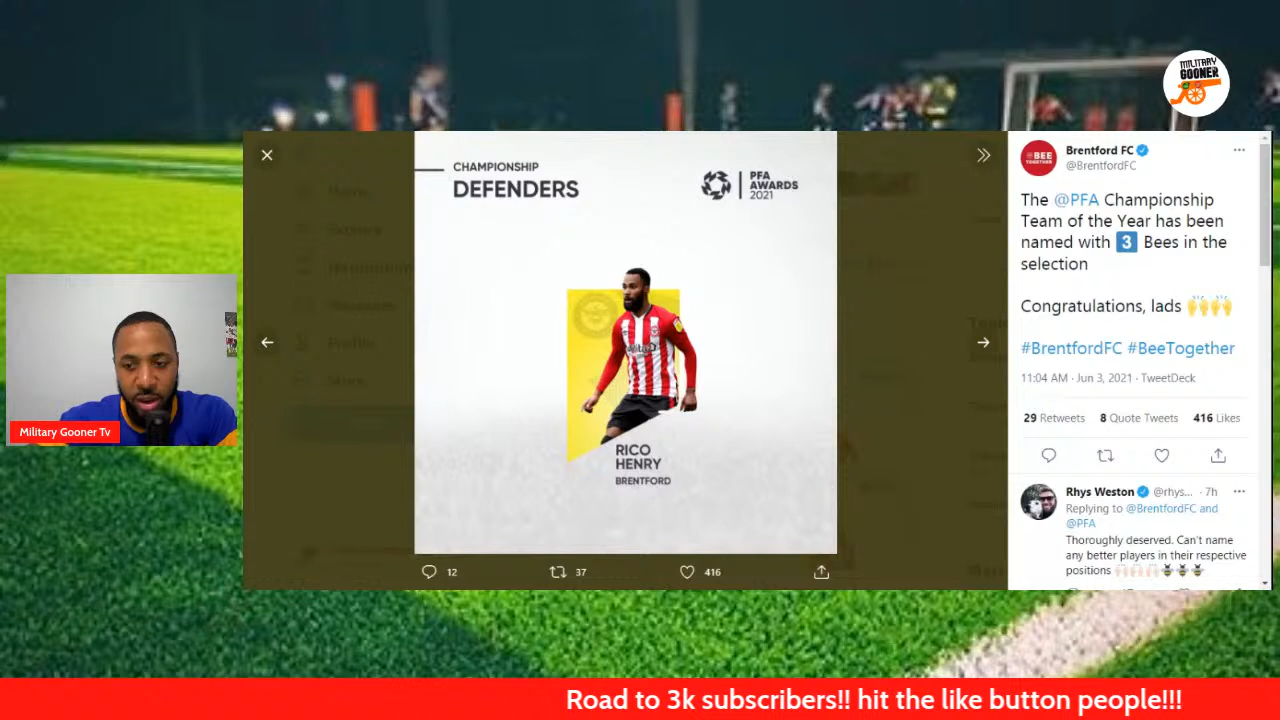 MILITARY
GOONER
CHAMPIONSHIP
DEFENDERS
PFA
AWARDS
2021
RICO
HENRY
BRENTFORD
12
37
416
BEE
TOGETHER
Brentford FC
@BrentfordFC
The @PFA Championship
Team of the Year has been
named with 3 Bees in the
selection
Congratulations, lads 🙌🙌
#BrentfordFC #BeeTogether
11:04 AM · Jun 3, 2021 · TweetDeck
29 Retweets 8 Quote Tweets 416 Likes
Rhys Weston @rhys... · 7h
Replying to @BrentfordFC and
@PFA
Thoroughly deserved. Can't name
any better players in their respective
positions 🙌🏻🙌🏻🙌🏻🐝🐝🐝
Military Gooner Tv
Road to 3k subscribers!! hit the like button people!!!